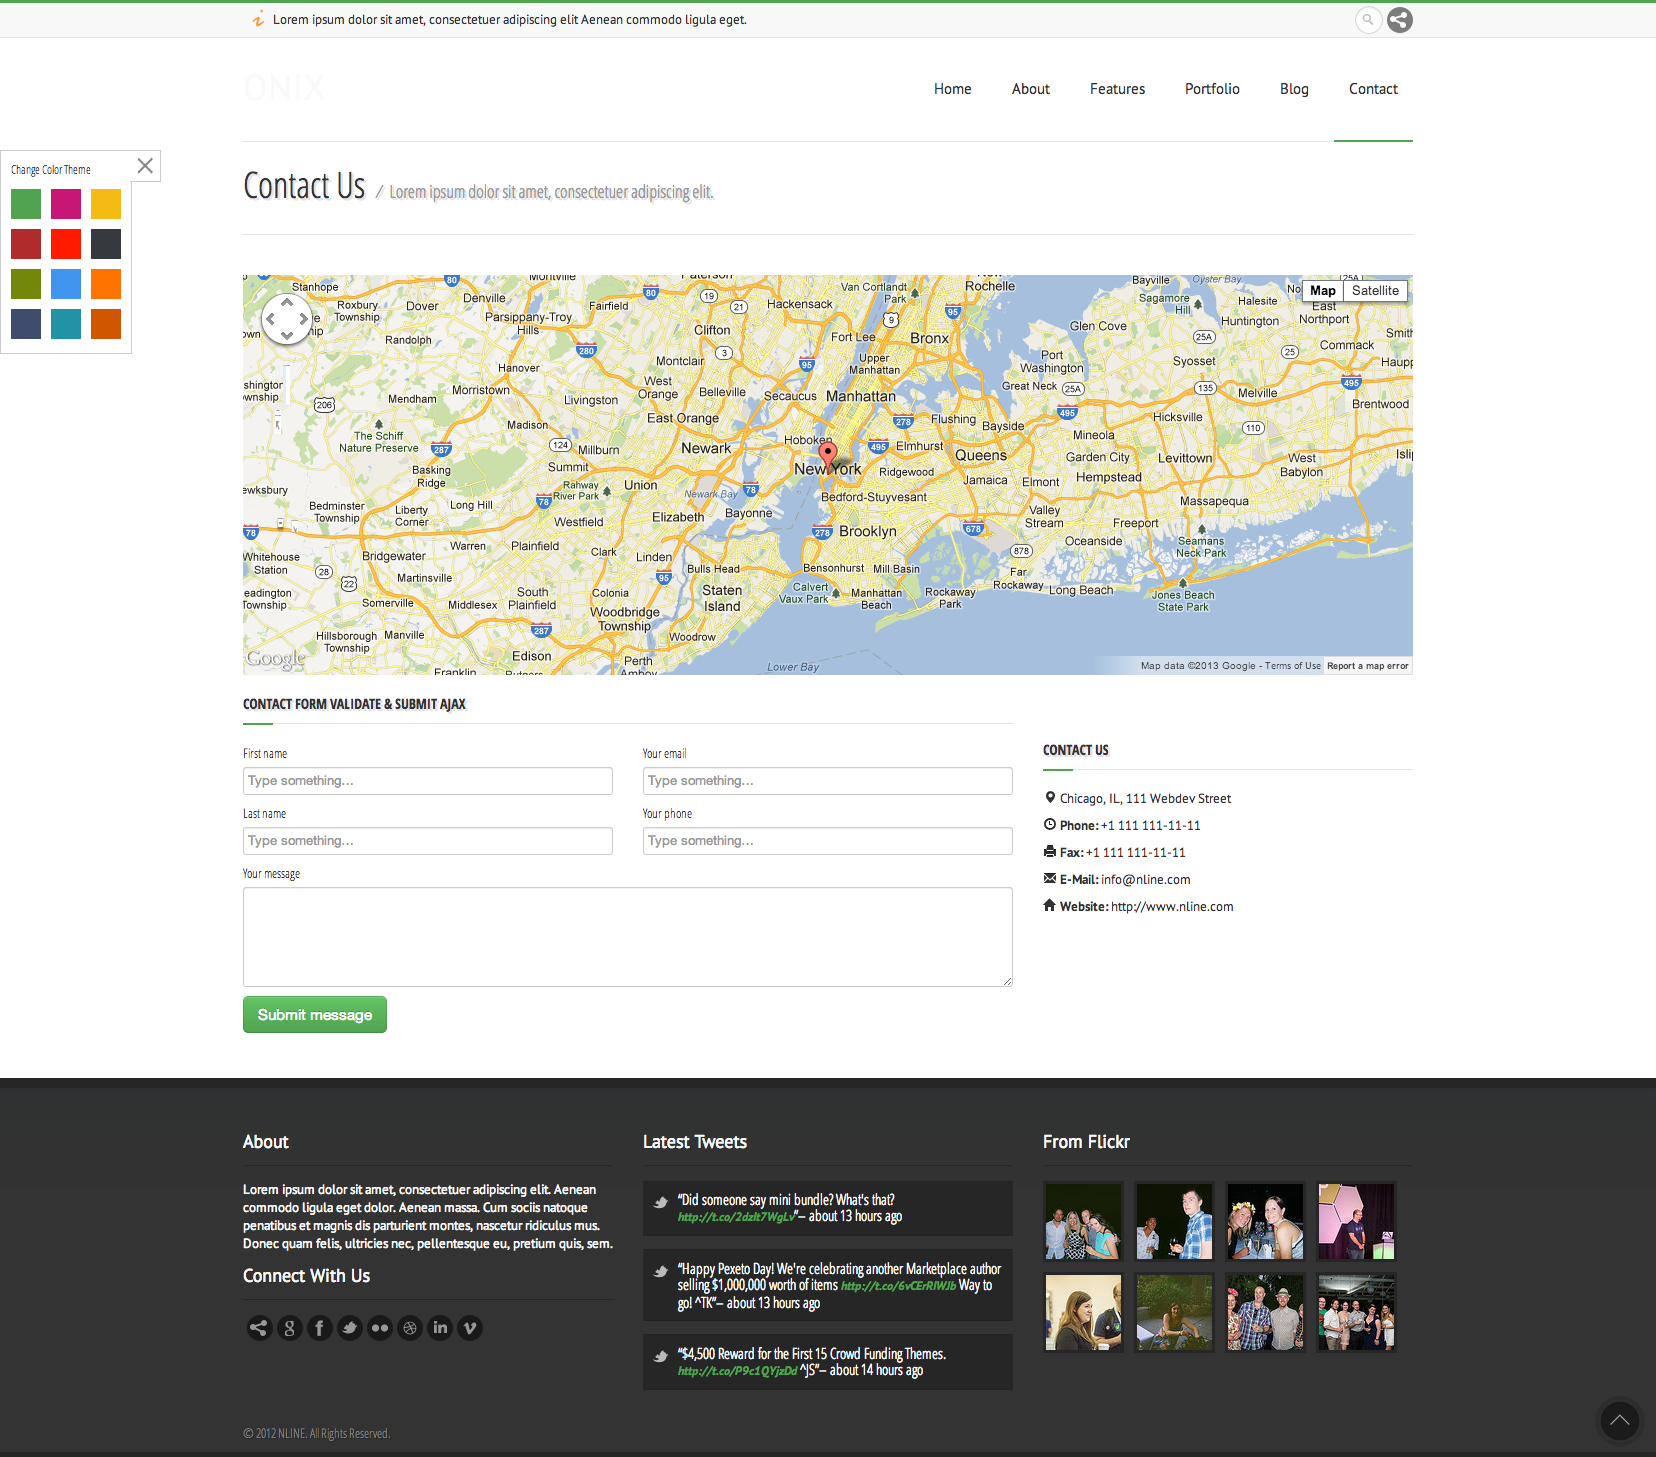 Lorem ipsum dolor sit amet, consectetuer adipiscing elit Aenean commodo ligula eget.
ONIX
Home About Features Portfolio Blog Contact
Change Color Theme
Contact Us / Lorem ipsum dolor sit amet, consectetuer adipiscing elit.
Map Satellite
Stanhope
Roxbury Township
Dover
Denville
Montville
Parsippany-Troy Hills
Fairfield
Hackensack
Van Cortlandt Park
Rochelle
Bayville
Oyster Bay
Sagamore Hill
Halesite
Huntington
East Northport
Commack
Randolph
Clifton
Fort Lee
Bronx
Glen Cove
Hanover
Montclair
Upper Manhattan
Port Washington
Syosset
Mendham
Morristown
Livingston
West Orange
Belleville
Secaucus
Manhattan
Great Neck
Melville
Brentwood
The Schiff Nature Preserve
Madison
East Orange
Flushing
Bayside
Hicksville
Millburn
Newark
Hoboken
Elmhurst
Queens
Mineola
Garden City
Levittown
West Babylon
Basking Ridge
Summit
New York
Ridgewood
Jamaica
Elmont
Hempstead
Rahway River Park
Union
Newark Bay
Bedford-Stuyvesant
Massapequa
Bedminster Township
Liberty Corner
Long Hill
Westfield
Elizabeth
Bayonne
Brooklyn
Valley Stream
Freeport
Whitehouse Station
Bridgewater
Warren
Plainfield
Clark
Linden
Oceanside
Seamans Neck Park
Martinsville
Bulls Head
Bensonhurst
Mill Basin
Far Rockaway
Long Beach
Somerville
Middlesex
South Plainfield
Colonia
Staten Island
Calvert Vaux Park
Manhattan Beach
Rockaway Park
Jones Beach State Park
Hillsborough Township
Manville
Woodbridge Township
Woodrow
Edison
Perth Amboy
Lower Bay
Franklin
Google
Map data ©2013 Google - Terms of Use Report a map error
CONTACT FORM VALIDATE & SUBMIT AJAX
First name
Type something...
Your email
Type something...
Last name
Type something...
Your phone
Type something...
Your message
Submit message
CONTACT US
Chicago, IL, 111 Webdev Street
Phone: +1 111 111-11-11
Fax: +1 111 111-11-11
E-Mail: info@nline.com
Website: http://www.nline.com
About
Lorem ipsum dolor sit amet, consectetuer adipiscing elit. Aenean
commodo ligula eget dolor. Aenean massa. Cum sociis natoque
penatibus et magnis dis parturient montes, nascetur ridiculus mus.
Donec quam felis, ultricies nec, pellentesque eu, pretium quis, sem.
Connect With Us
Latest Tweets
“Did someone say mini bundle? What's that?
http://t.co/2dzIt7WgLv”– about 13 hours ago
“Happy Pexeto Day! We're celebrating another Marketplace author
selling $1,000,000 worth of items http://t.co/6vCErRIWJb Way to
go! ^TK”– about 13 hours ago
“$4,500 Reward for the First 15 Crowd Funding Themes.
http://t.co/P9c1QYjzDd ^JS”– about 14 hours ago
From Flickr
© 2012 NLINE. All Rights Reserved.